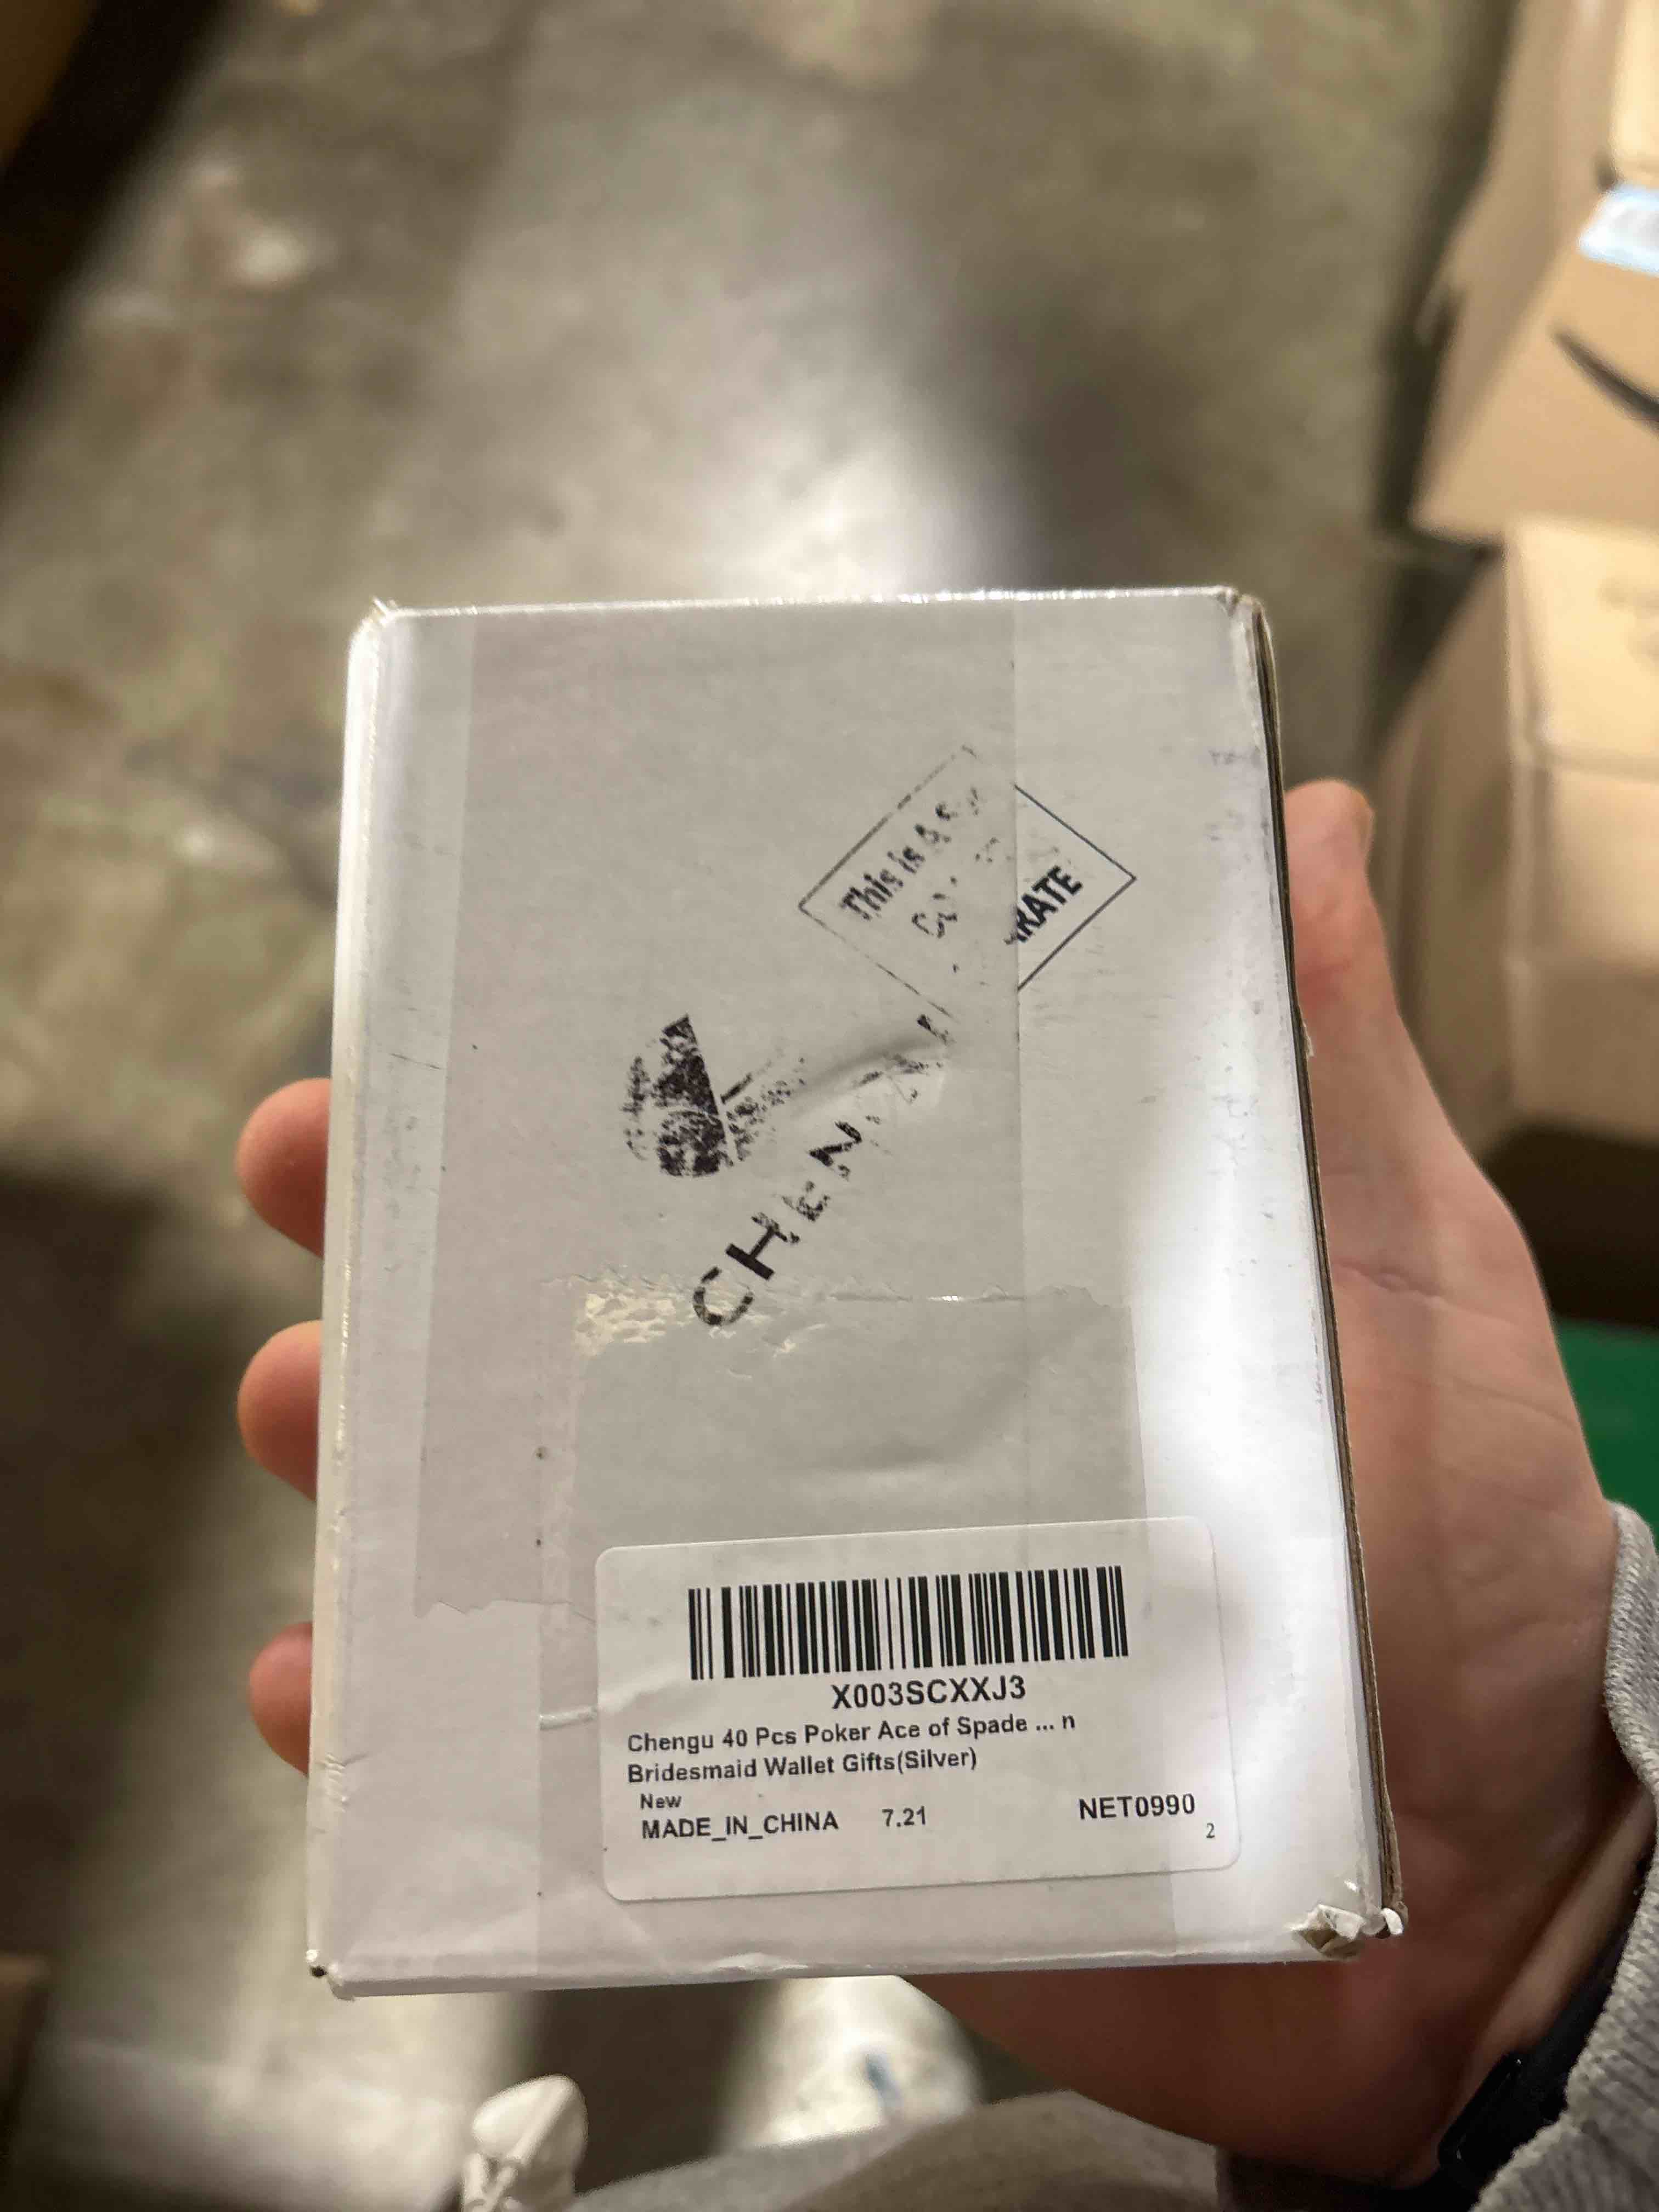 This is A
RATE
CHEN
X003SCXXJ3
Chengu 40 Pcs Poker Ace of Spade ... n
Bridesmaid Wallet Gifts(Silver)
New
MADE_IN_CHINA 7.21 NET0990
2